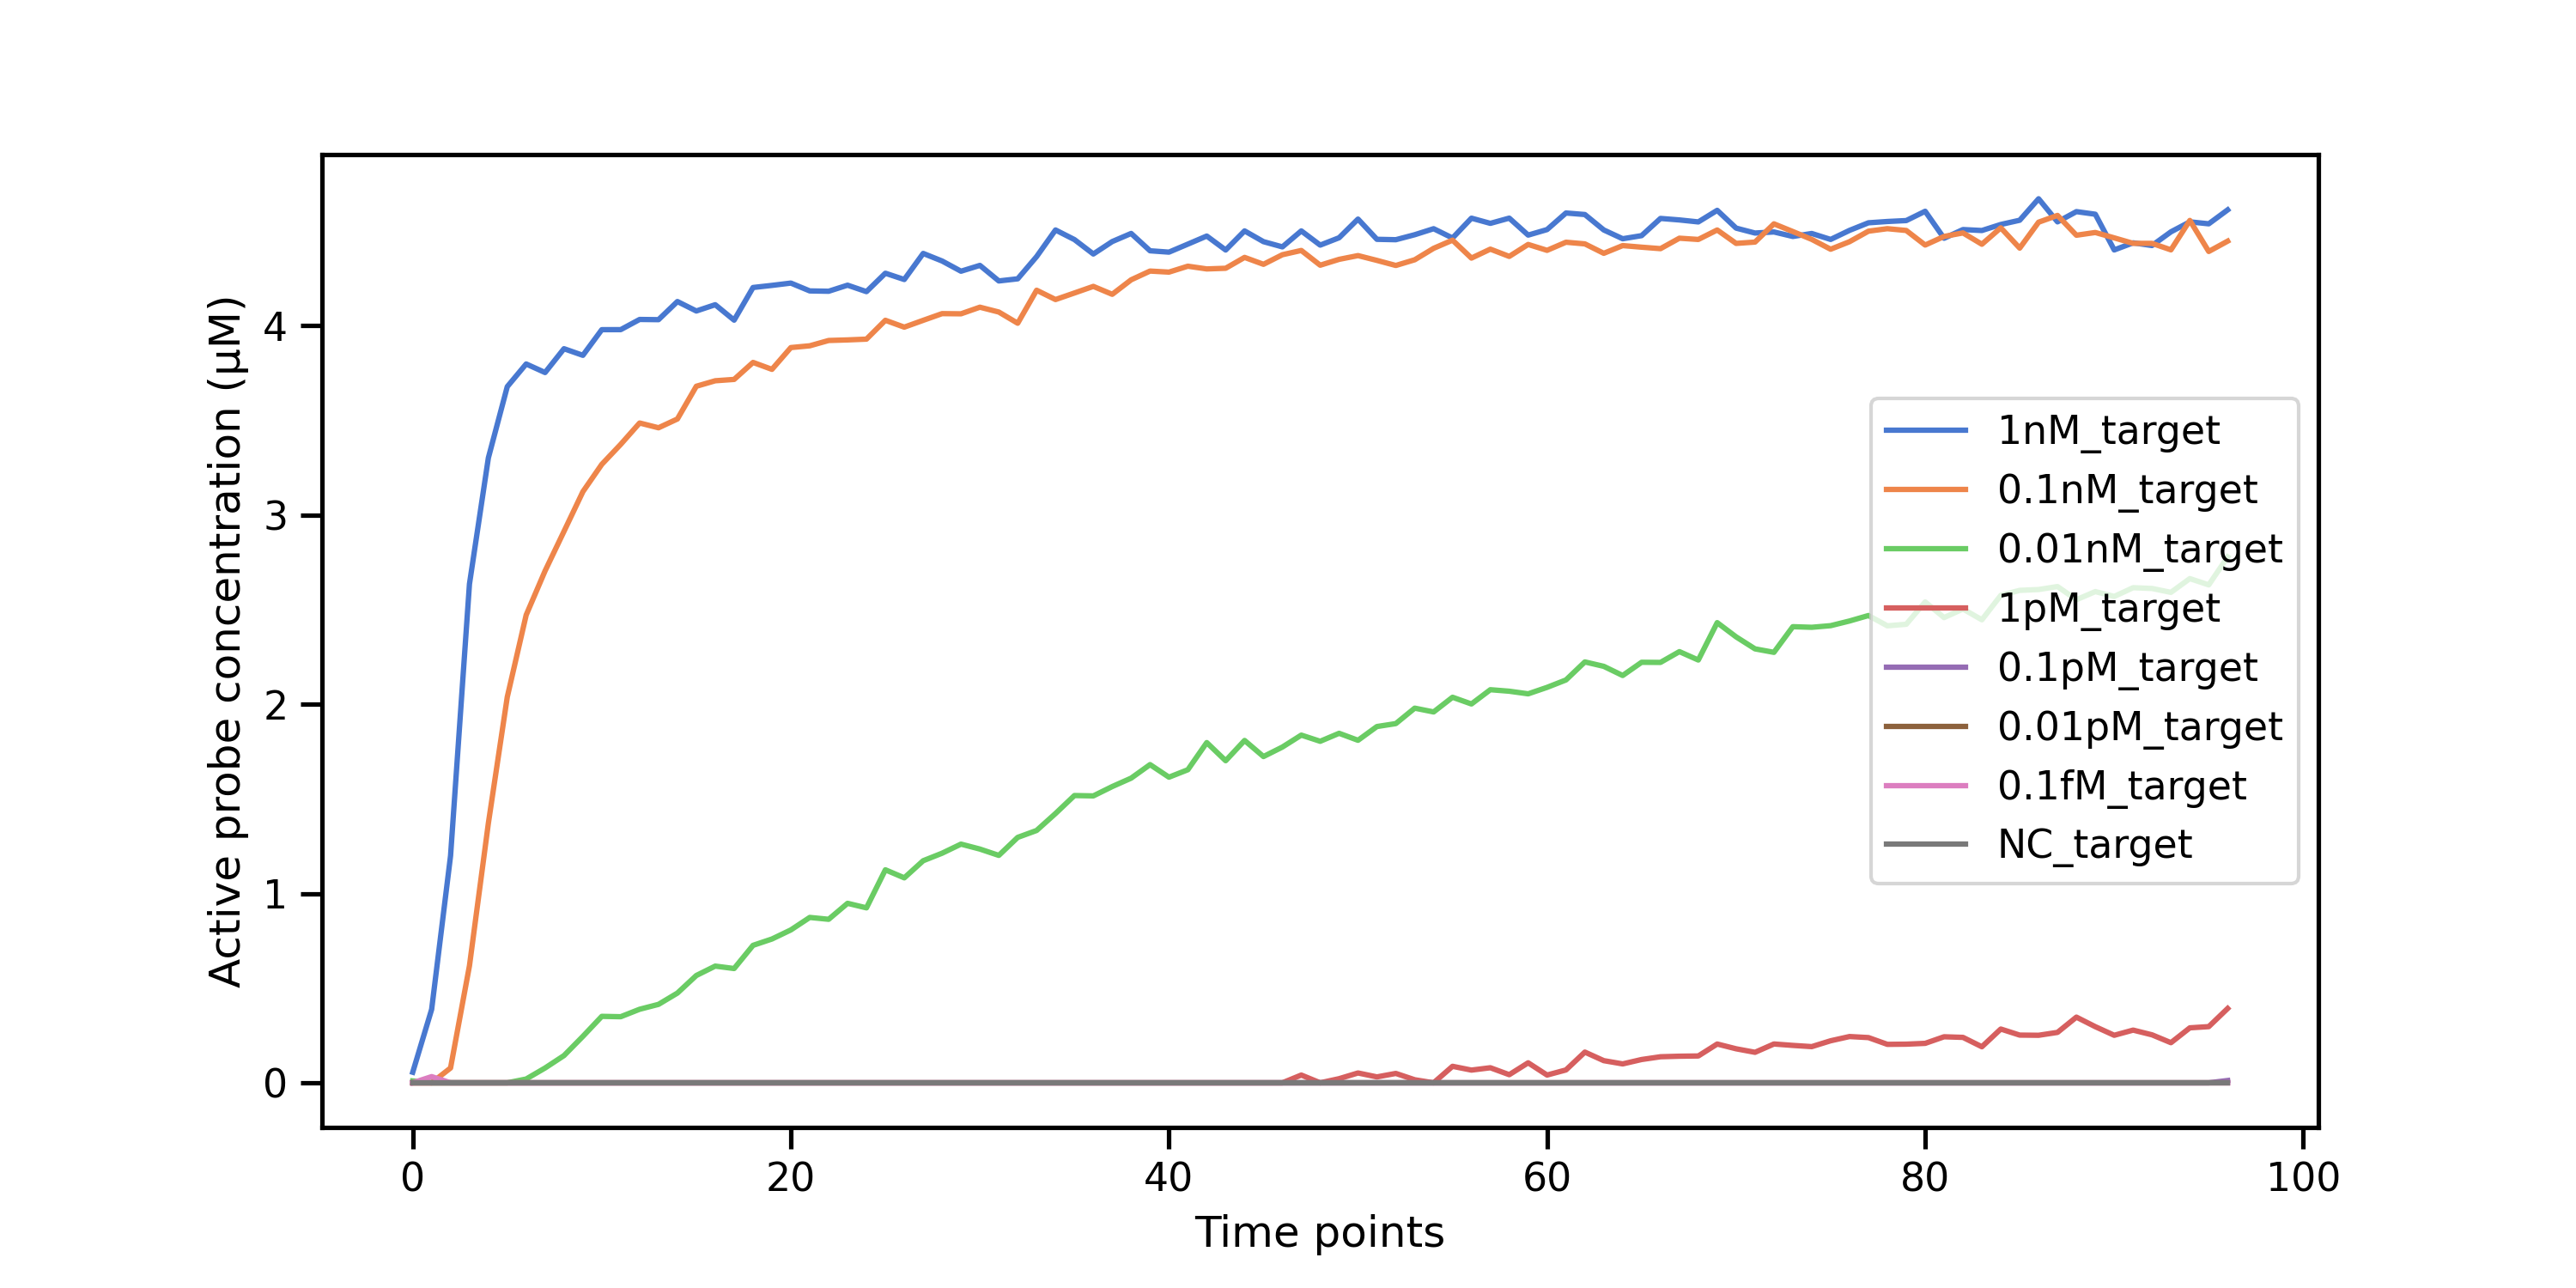 Active probe concentration (µM)
4
3
2
1
0
1nM_target
0.1nM_target
0.01nM_target
1pM_target
0.1pM_target
0.01pM_target
0.1fM_target
NC_target
0 20 40 60 80 100
Time points